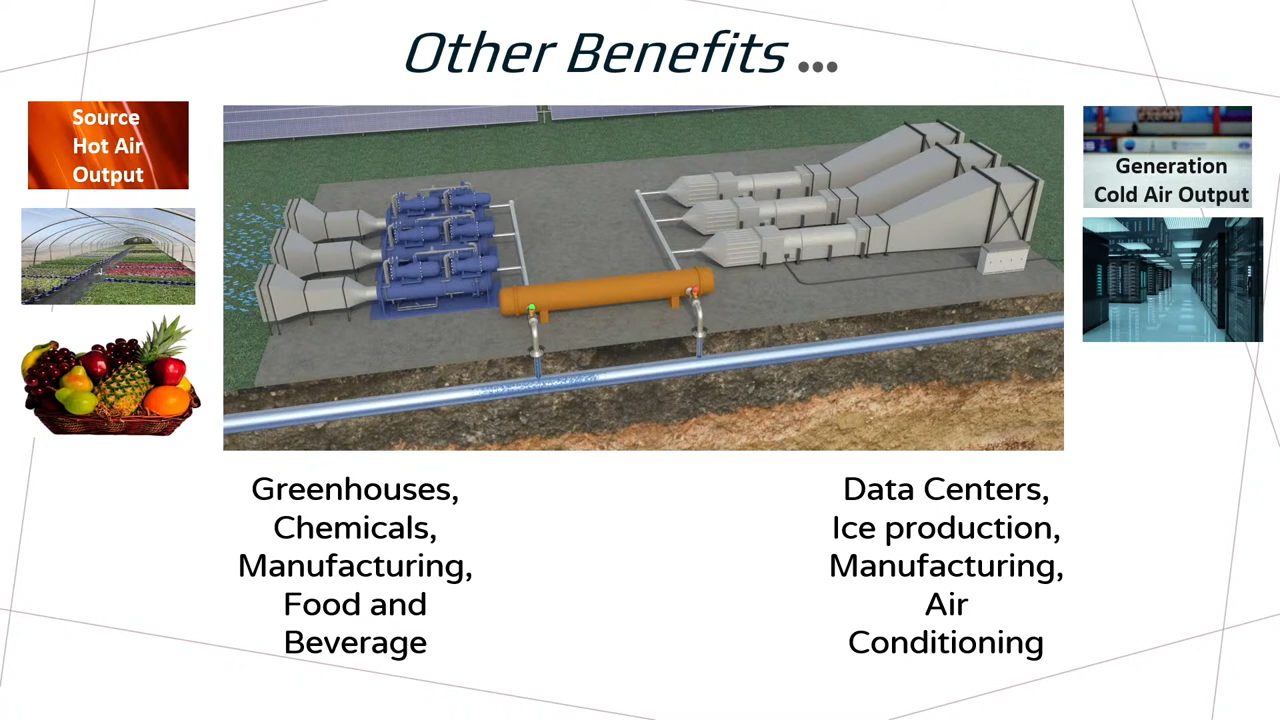 Other Benefits ...
Source
Hot Air
Output
Generation
Cold Air Output
Greenhouses,
Chemicals,
Manufacturing,
Food and
Beverage
Data Centers,
Ice production,
Manufacturing,
Air
Conditioning